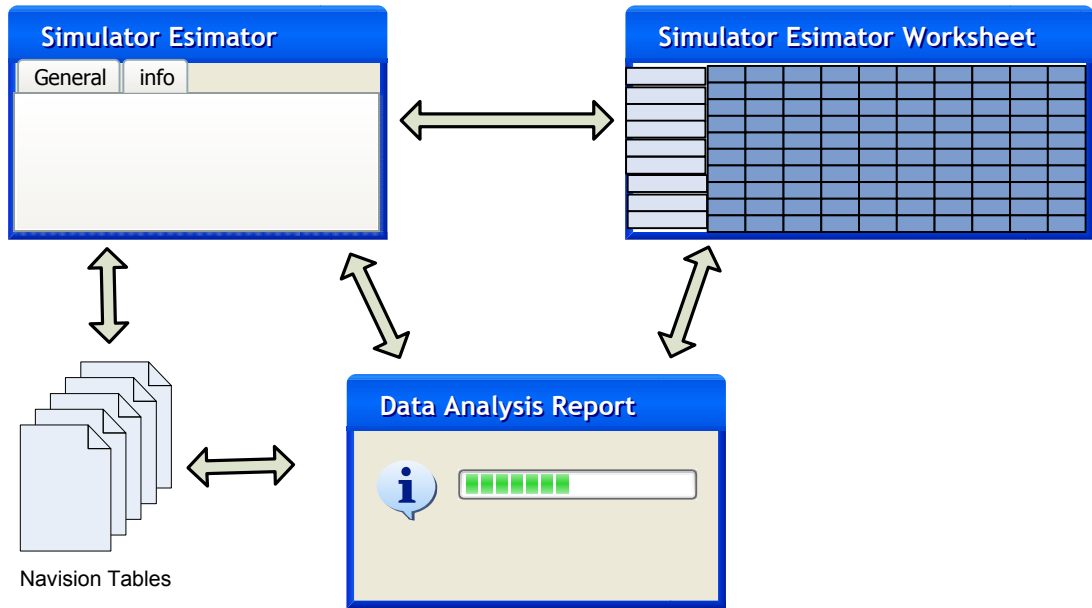 Simulator Esimator
General info
Simulator Esimator Worksheet
Data Analysis Report
i
Navision Tables